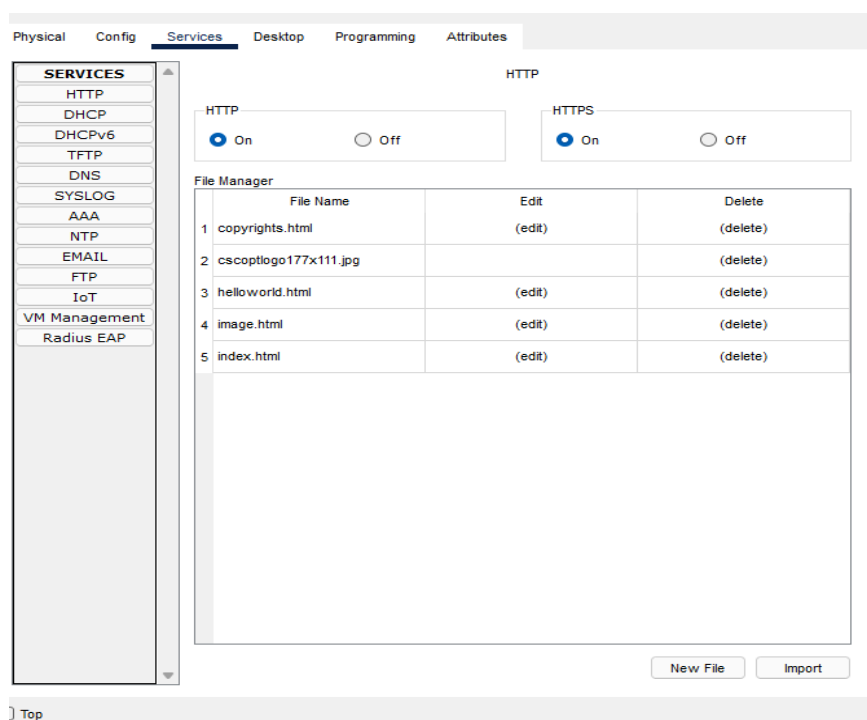 Physical Config Services Desktop Programming Attributes
SERVICES
HTTP
DHCP
DHCPv6
TFTP
DNS
SYSLOG
AAA
NTP
EMAIL
FTP
IoT
VM Management
Radius EAP
HTTP
HTTP
On Off
HTTPS
On Off
File Manager
File Name Edit Delete
1 copyrights.html (edit) (delete)
2 cscoptlogo177x111.jpg (delete)
3 helloworld.html (edit) (delete)
4 image.html (edit) (delete)
5 index.html (edit) (delete)
New File Import
Top